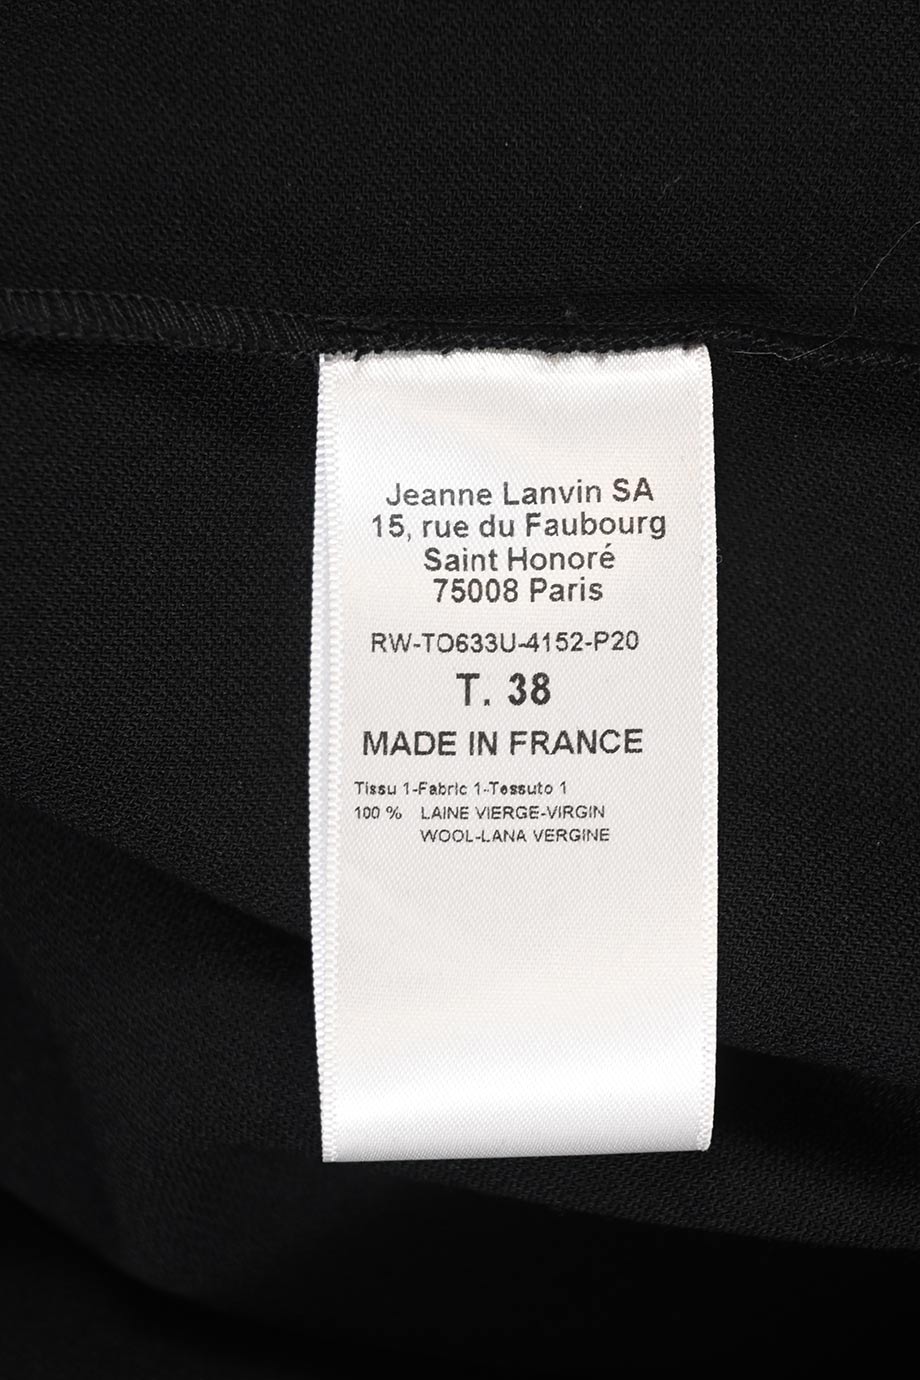 Jeanne Lanvin SA
15, rue du Faubourg
Saint Honoré
75008 Paris
RW-TO633U-4152-P20
T. 38
MADE IN FRANCE
Tissu 1-Fabric 1-Tessuto 1
100 % LAINE VIERGE-VIRGIN
WOOL-LANA VERGINE